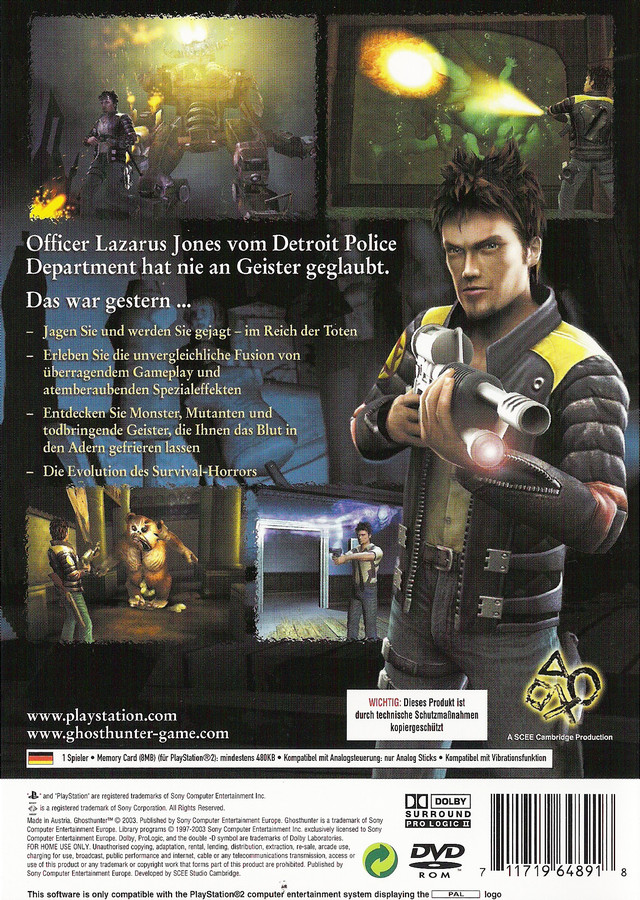 Officer Lazarus Jones vom Detroit Police
Department hat nie an Geister geglaubt.
Das war gestern ...
– Jagen Sie und werden Sie gejagt – im Reich der Toten
– Erleben Sie die unvergleichliche Fusion von
überragendem Gameplay und
atemberaubenden Spezialeffekten
– Entdecken Sie Monster, Mutanten und
todbringende Geister, die Ihnen das Blut in
den Adern gefrieren lassen
– Die Evolution des Survival-Horrors
WICHTIG: Dieses Produkt ist
durch technische Schutzmaßnahmen
kopiergeschützt
www.playstation.com
www.ghosthunter-game.com
A SCEE Cambridge Production
1 Spieler • Memory Card (8MB) (für PlayStation®2): mindestens 480KB • Kompatibel mit Analogsteuerung: nur Analog Sticks • Kompatibel mit Vibrationsfunktion
" " and "PlayStation" are registered trademarks of Sony Computer Entertainment Inc.
" " is a registered trademark of Sony Corporation. All Rights Reserved.
Made in Austria. Ghosthunter™ © 2003. Published by Sony Computer Entertainment Europe. Ghosthunter is a trademark of Sony
Computer Entertainment Europe. Library programs © 1997-2003 Sony Computer Entertainment Inc. exclusively licensed to Sony
Computer Entertainment Europe. Dolby, ProLogic, and the double-D symbol are trademarks of Dolby Laboratories.
FOR HOME USE ONLY. Unauthorised copying, adaptation, rental, lending, distribution, extraction, re-sale, arcade use,
charging for use, broadcast, public performance and internet, cable or any telecommunications transmission, access or
use of this product or any trademark or copyright work that forms part of this product are prohibited. Published by
Sony Computer Entertainment Europe. Developed by SCEE Studio Cambridge.
DOLBY
SURROUND
PRO LOGIC II
DVD
ROM
7 11719 64891 8
This software is only compatible with the PlayStation®2 computer entertainment system displaying the PAL logo